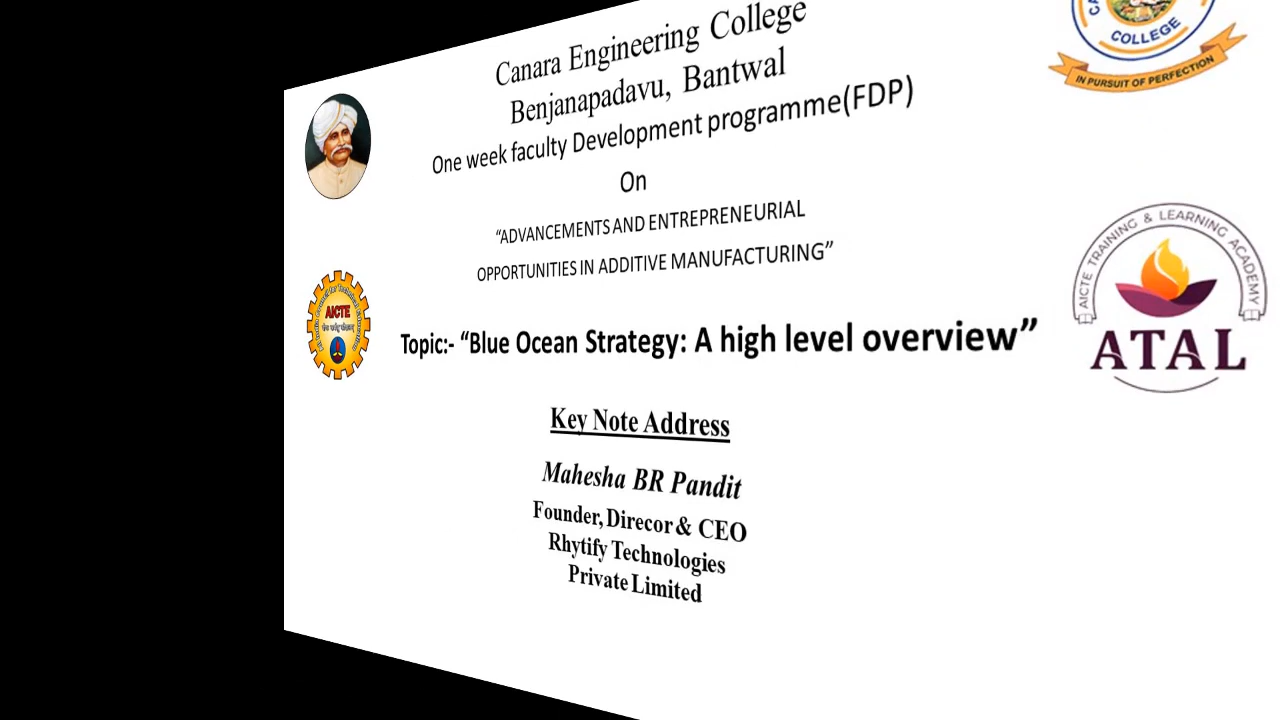 Canara Engineering College
Benjanapadavu, Bantwal
One week faculty Development programme(FDP)
On
“ADVANCEMENTS AND ENTREPRENEURIAL
OPPORTUNITIES IN ADDITIVE MANUFACTURING”
Topic:- “Blue Ocean Strategy: A high level overview”
Key Note Address
Mahesha BR Pandit
Founder, Direcor & CEO
Rhytify Technologies
Private Limited
COLLEGE
IN PURSUIT OF PERFECTION
AICTE
AICTE TRAINING & LEARNING ACADEMY
ATAL